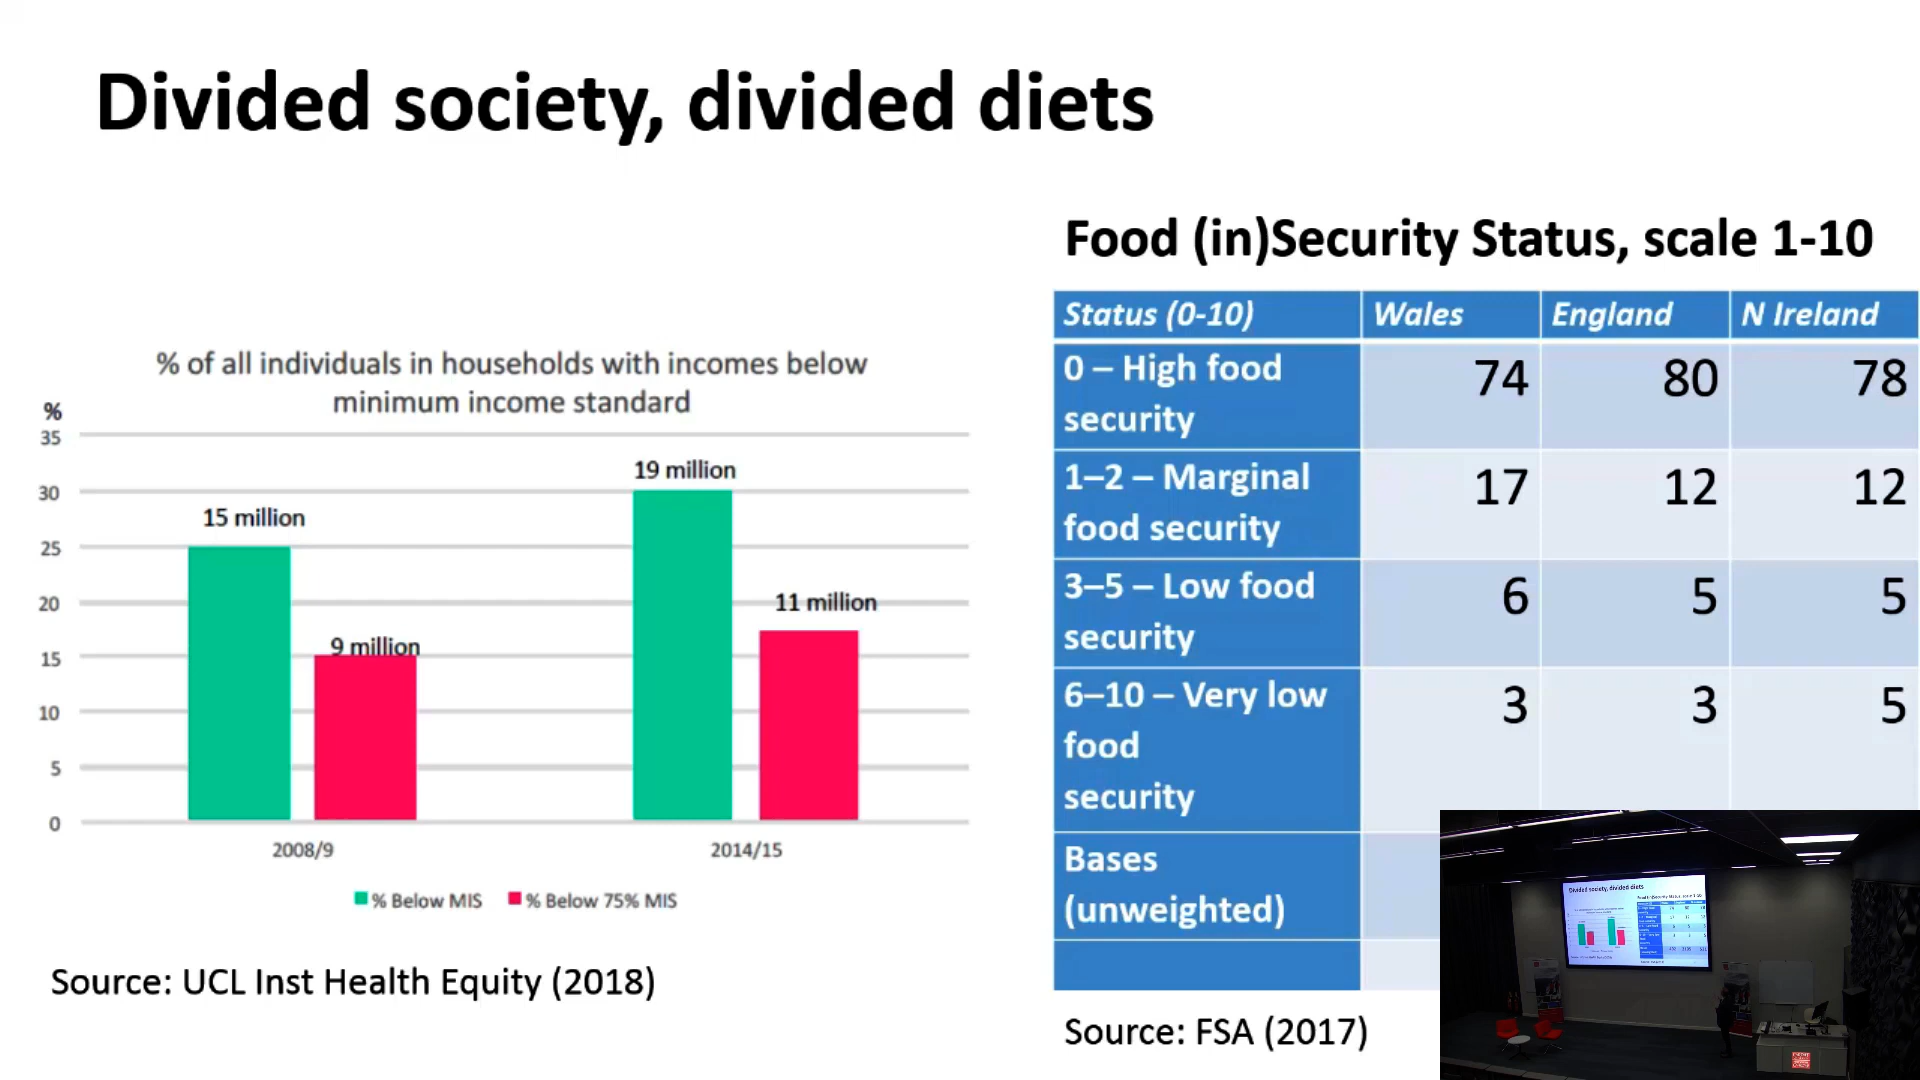 Divided society, divided diets
% of all individuals in households with incomes below
minimum income standard
%
35
30
25
20
15
10
5
0
15 million
9 million
19 million
11 million
2008/9
2014/15
% Below MIS
% Below 75% MIS
Source: UCL Inst Health Equity (2018)
Food (in)Security Status, scale 1-10
Status (0-10) Wales England N Ireland
0 – High food
security
74 80 78
1–2 – Marginal
food security
17 12 12
3–5 – Low food
security
6 5 5
6–10 – Very low
food
security
3 3 5
Bases
(unweighted)
Source: FSA (2017)
Divided society, divided diets